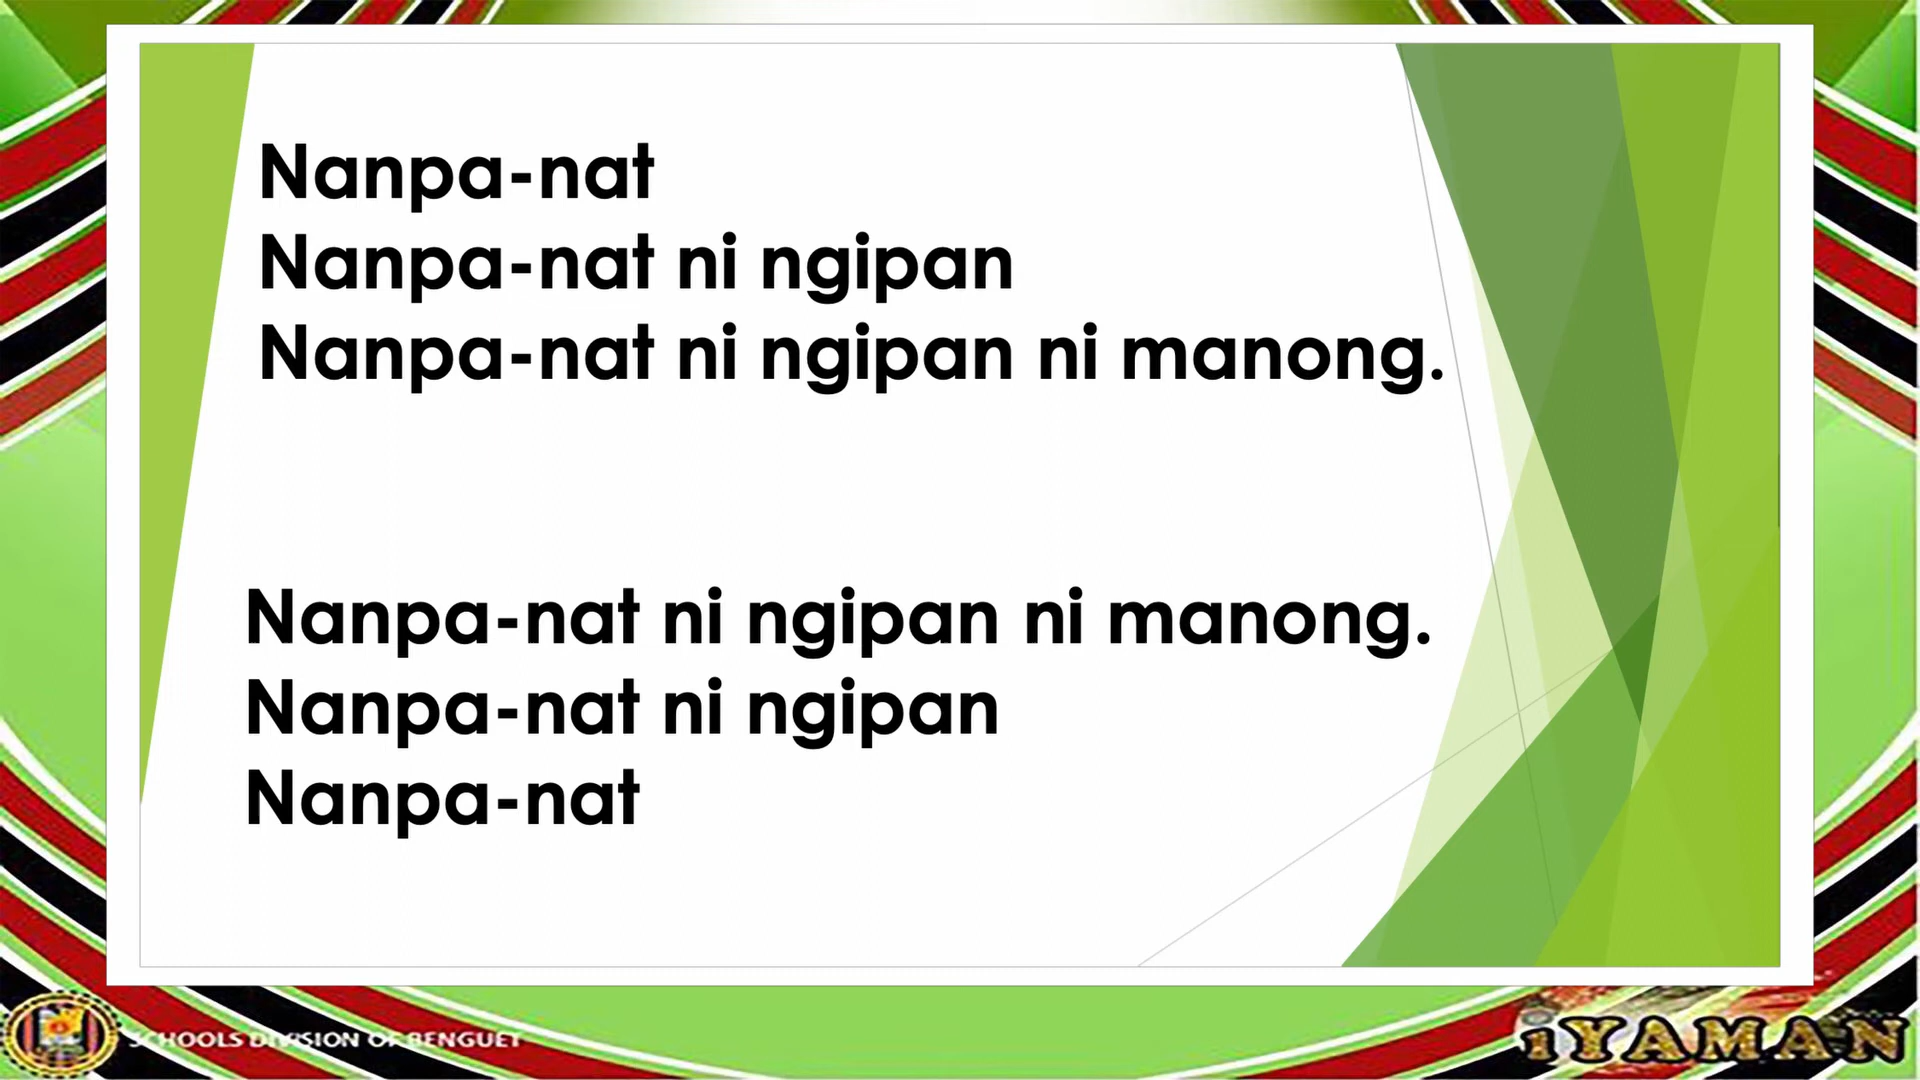 Nanpa-nat
Nanpa-nat ni ngipan
Nanpa-nat ni ngipan ni manong.
Nanpa-nat ni ngipan ni manong.
Nanpa-nat ni ngipan
Nanpa-nat
SCHOOLS DIVISION OF BENGUET
iYAMAN